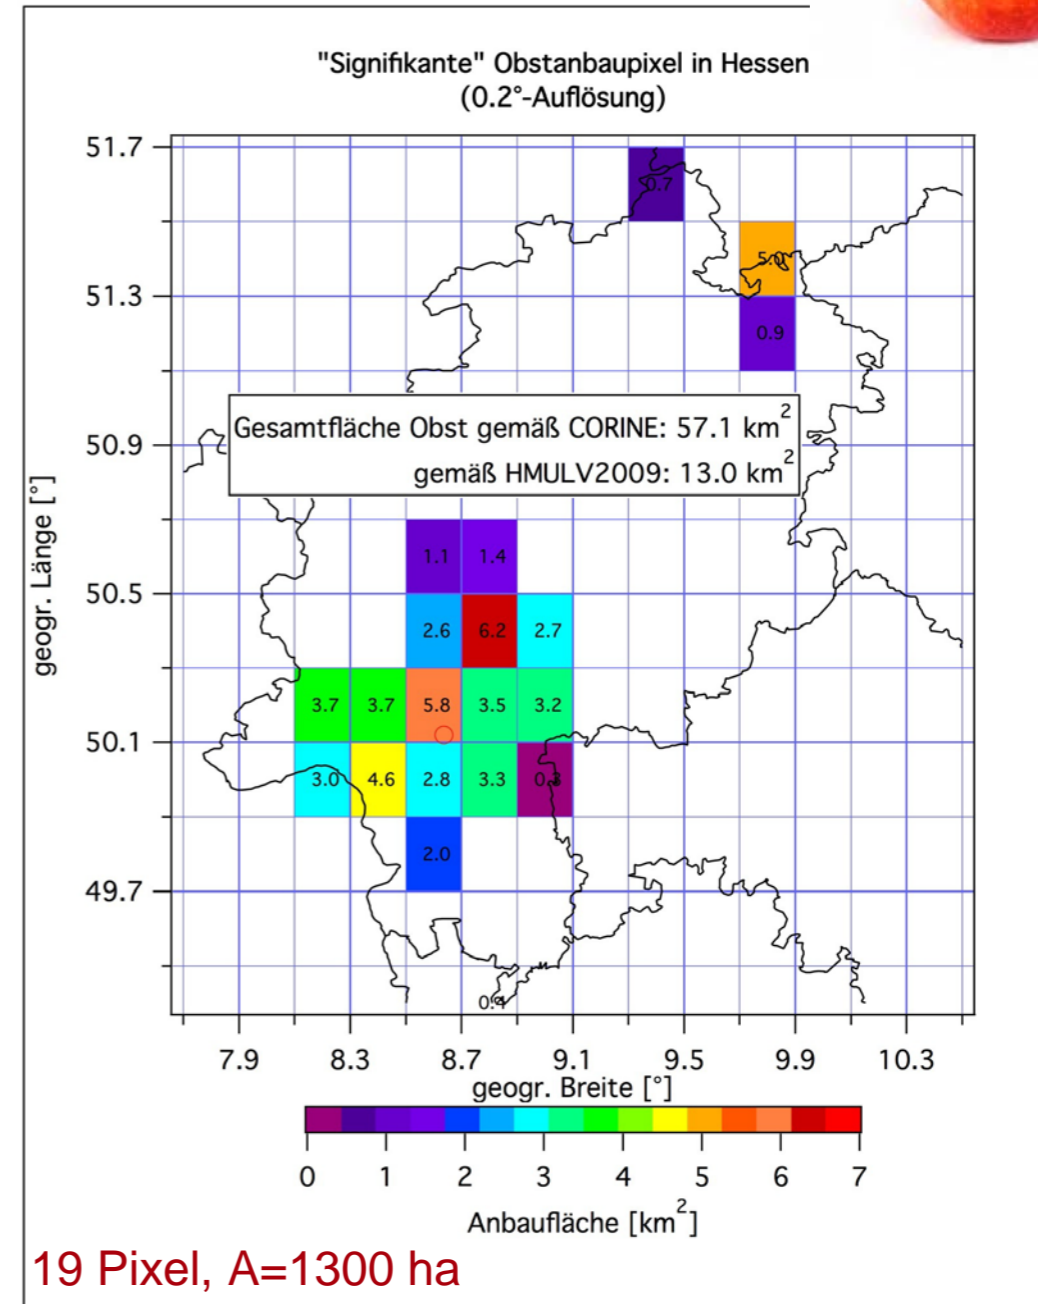 "Signifikante" Obstanbaupixel in Hessen
(0.2°-Auflösung)
51.7
0.7
5.0
51.3
0.9
Gesamtfläche Obst gemäß CORINE: 57.1 km²
50.9
gemäß HMULV2009: 13.0 km²
geogr. Länge [°]
1.1 1.4
50.5
2.6 6.2 2.7
3.7 3.7 5.8 3.5 3.2
50.1
3.0 4.6 2.8 3.3
2.0
49.7
0.4
7.9 8.3 8.7 9.1 9.5 9.9 10.3
geogr. Breite [°]
0 1 2 3 4 5 6 7
Anbaufläche [km²]
19 Pixel, A=1300 ha